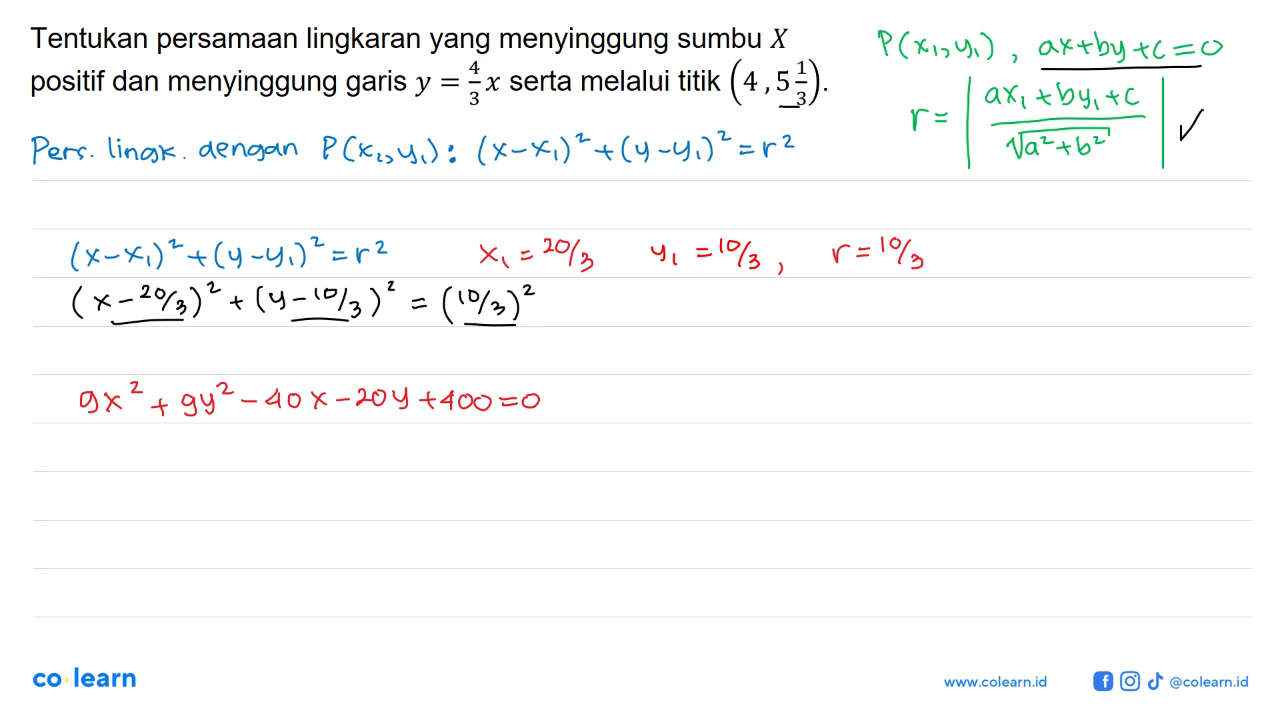 Tentukan persamaan lingkaran yang menyinggung sumbu X
positif dan menyinggung garis y = 4/3 x serta melalui titik (4 , 5 1/3).
P(x₁, y₁) , ax+by+c=0
r = | ax₁+by₁+c / √a²+b² | ✓
Pers. lingk. dengan P(x₁, y₁) : (x-x₁)²+(y-y₁)²=r²
(x-x₁)²+(y-y₁)²=r² x₁ = 20/3 y₁ = 10/3 , r = 10/3
(x-20/3)² + (y-10/3)² = (10/3)²
9x² + 9y² - 40x - 20y + 400 = 0
co learn
www.colearn.id @colearn.id